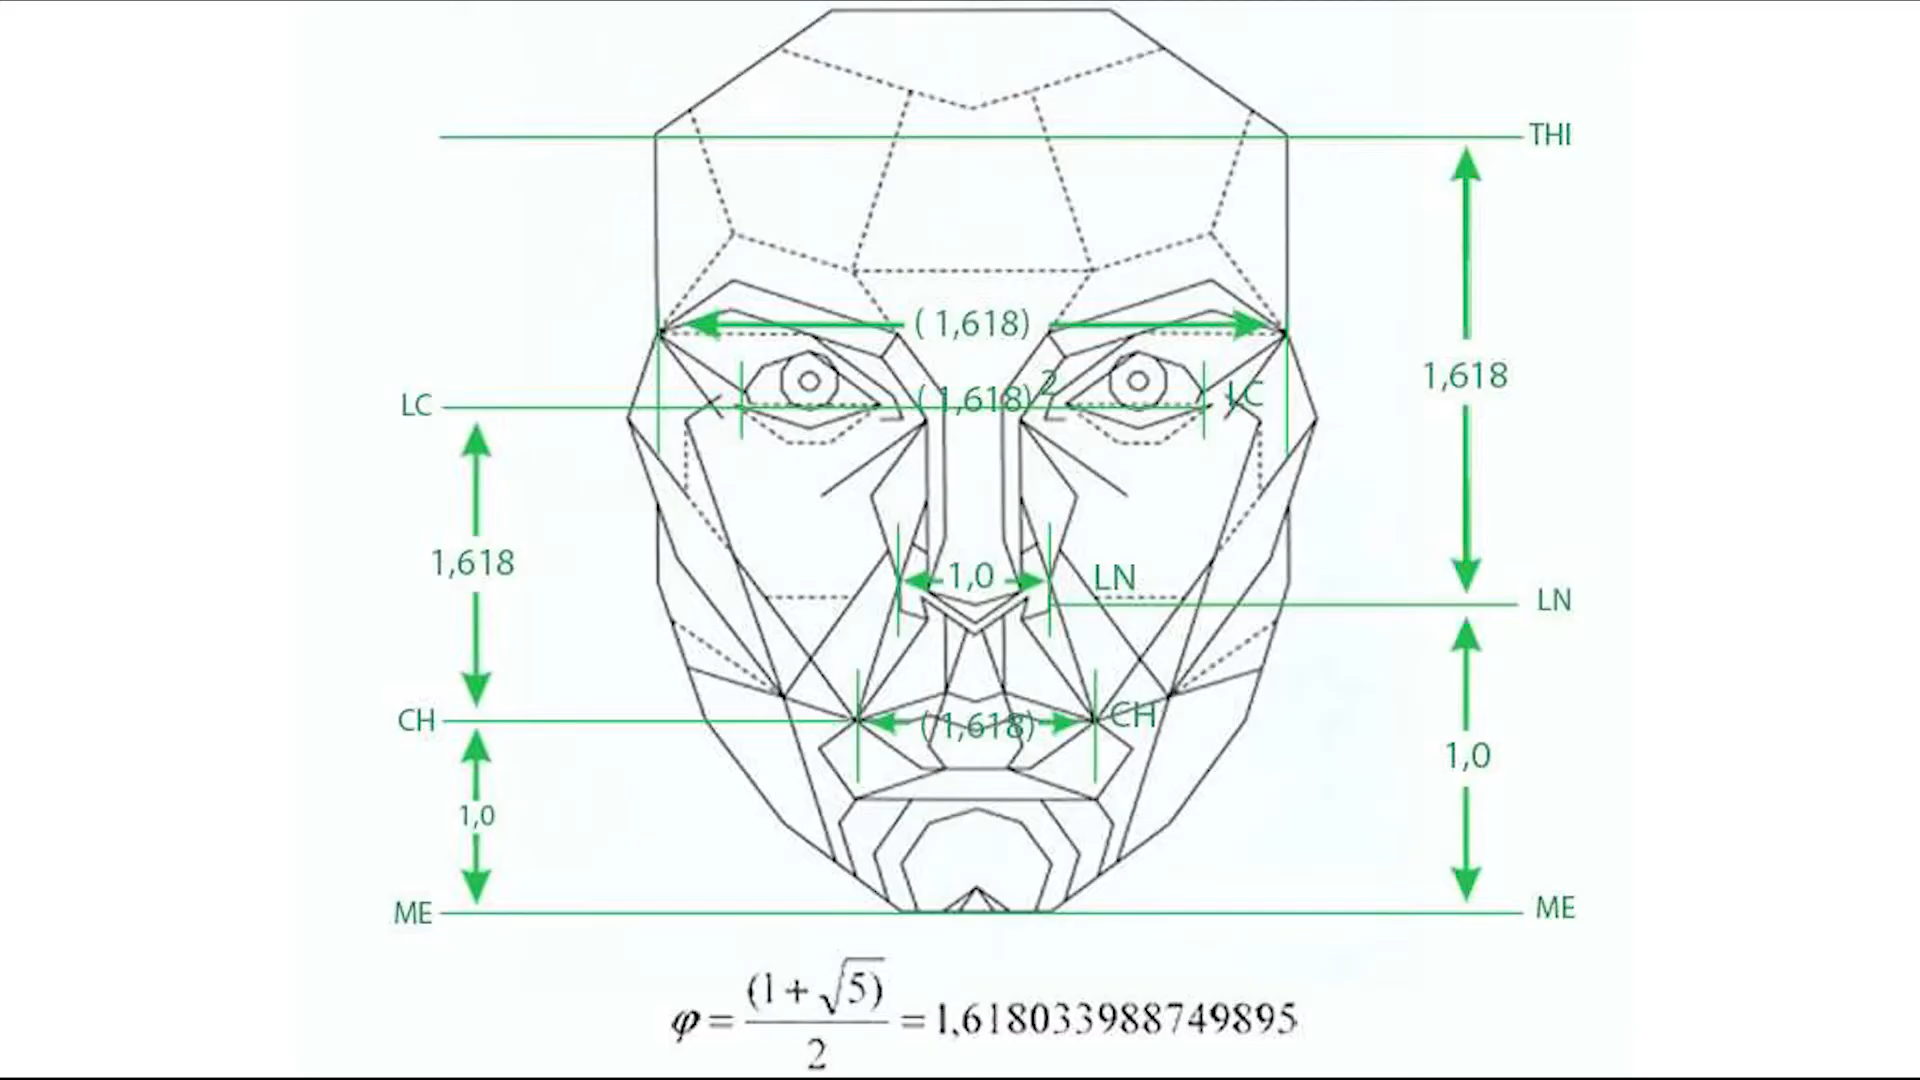 THI
( 1,618)
1,618
LC ( 1,618)² LC
1,618
1,0 LN
LN
CH ( 1,618) CH
1,0
1,0
ME
ME
φ = (1 + √5) / 2 = 1,618033988749895